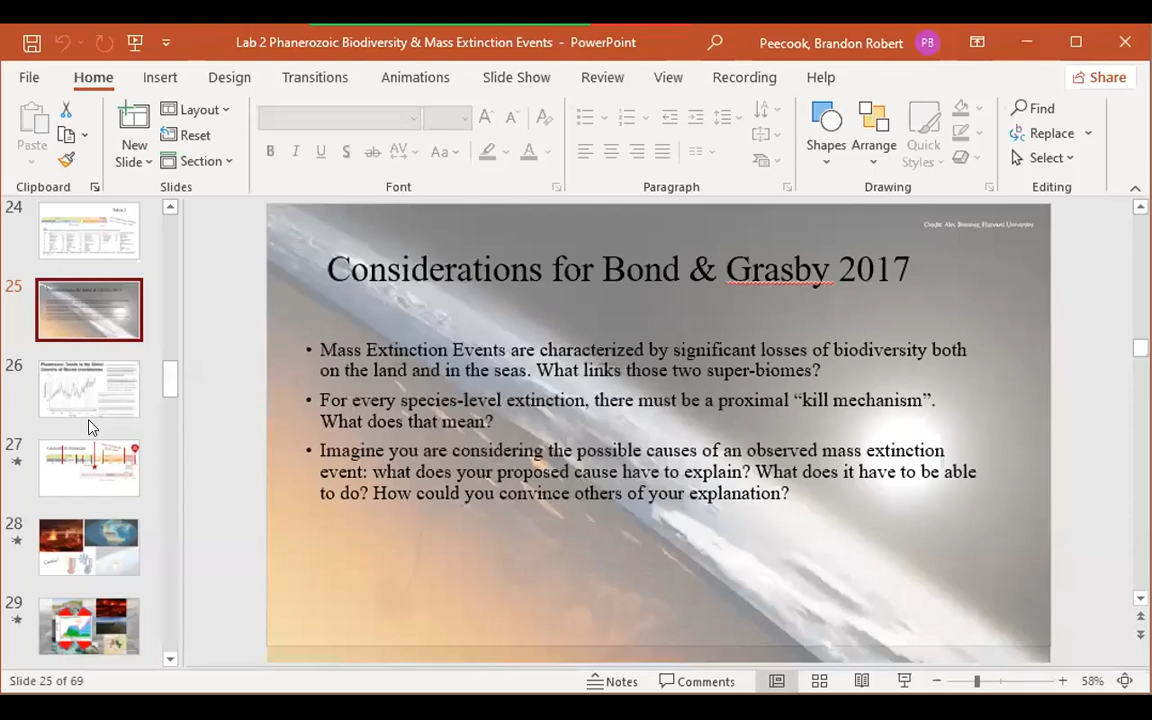 Lab 2 Phanerozoic Biodiversity & Mass Extinction Events - PowerPoint
Peecook, Brandon Robert
PB
File
Home
Insert
Design
Transitions
Animations
Slide Show
Review
View
Recording
Help
Share
Paste
New
Slide
Layout
Reset
Section
B I U S ab AV Aa A
Shapes
Arrange
Quick
Styles
Find
Replace
Select
Clipboard
Slides
Font
Paragraph
Drawing
Editing
24
25
26
27
28
29
Considerations for Bond & Grasby 2017
• Mass Extinction Events are characterized by significant losses of biodiversity both
on the land and in the seas. What links those two super-biomes?
• For every species-level extinction, there must be a proximal “kill mechanism”.
What does that mean?
• Imagine you are considering the possible causes of an observed mass extinction
event: what does your proposed cause have to explain? What does it have to be able
to do? How could you convince others of your explanation?
Slide 25 of 69
Notes
Comments
58%